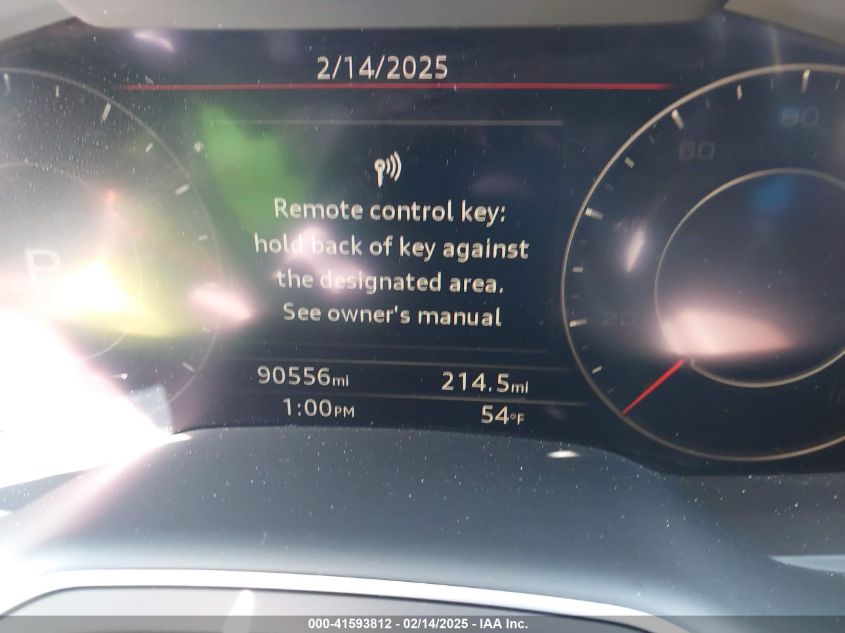 2/14/2025
Remote control key:
hold back of key against
the designated area.
See owner's manual
P
20
60
80
90556mi 214.5mi
1:00PM 54°F
000-41593812 - 02/14/2025 - IAA, Inc.